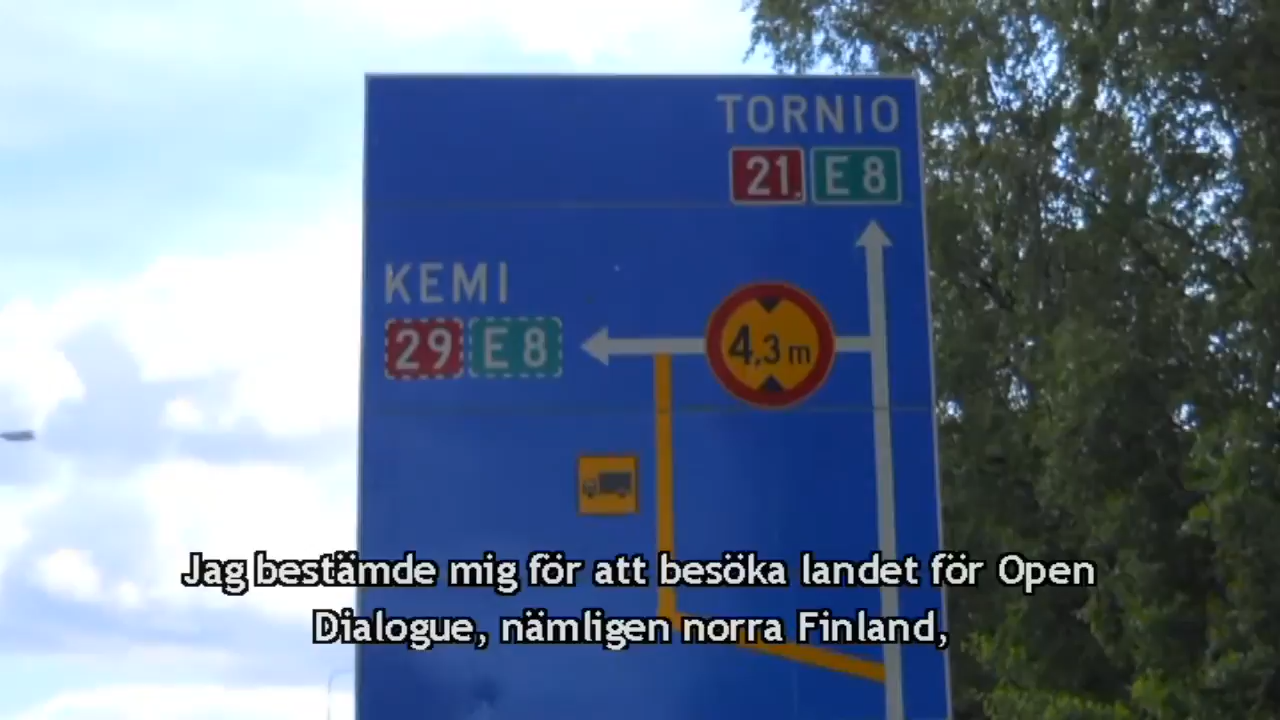 TORNIO
21 E 8
KEMI
29 E 8
4,3 m
Jag bestämde mig för att besöka landet för Open
Dialogue, nämligen norra Finland,